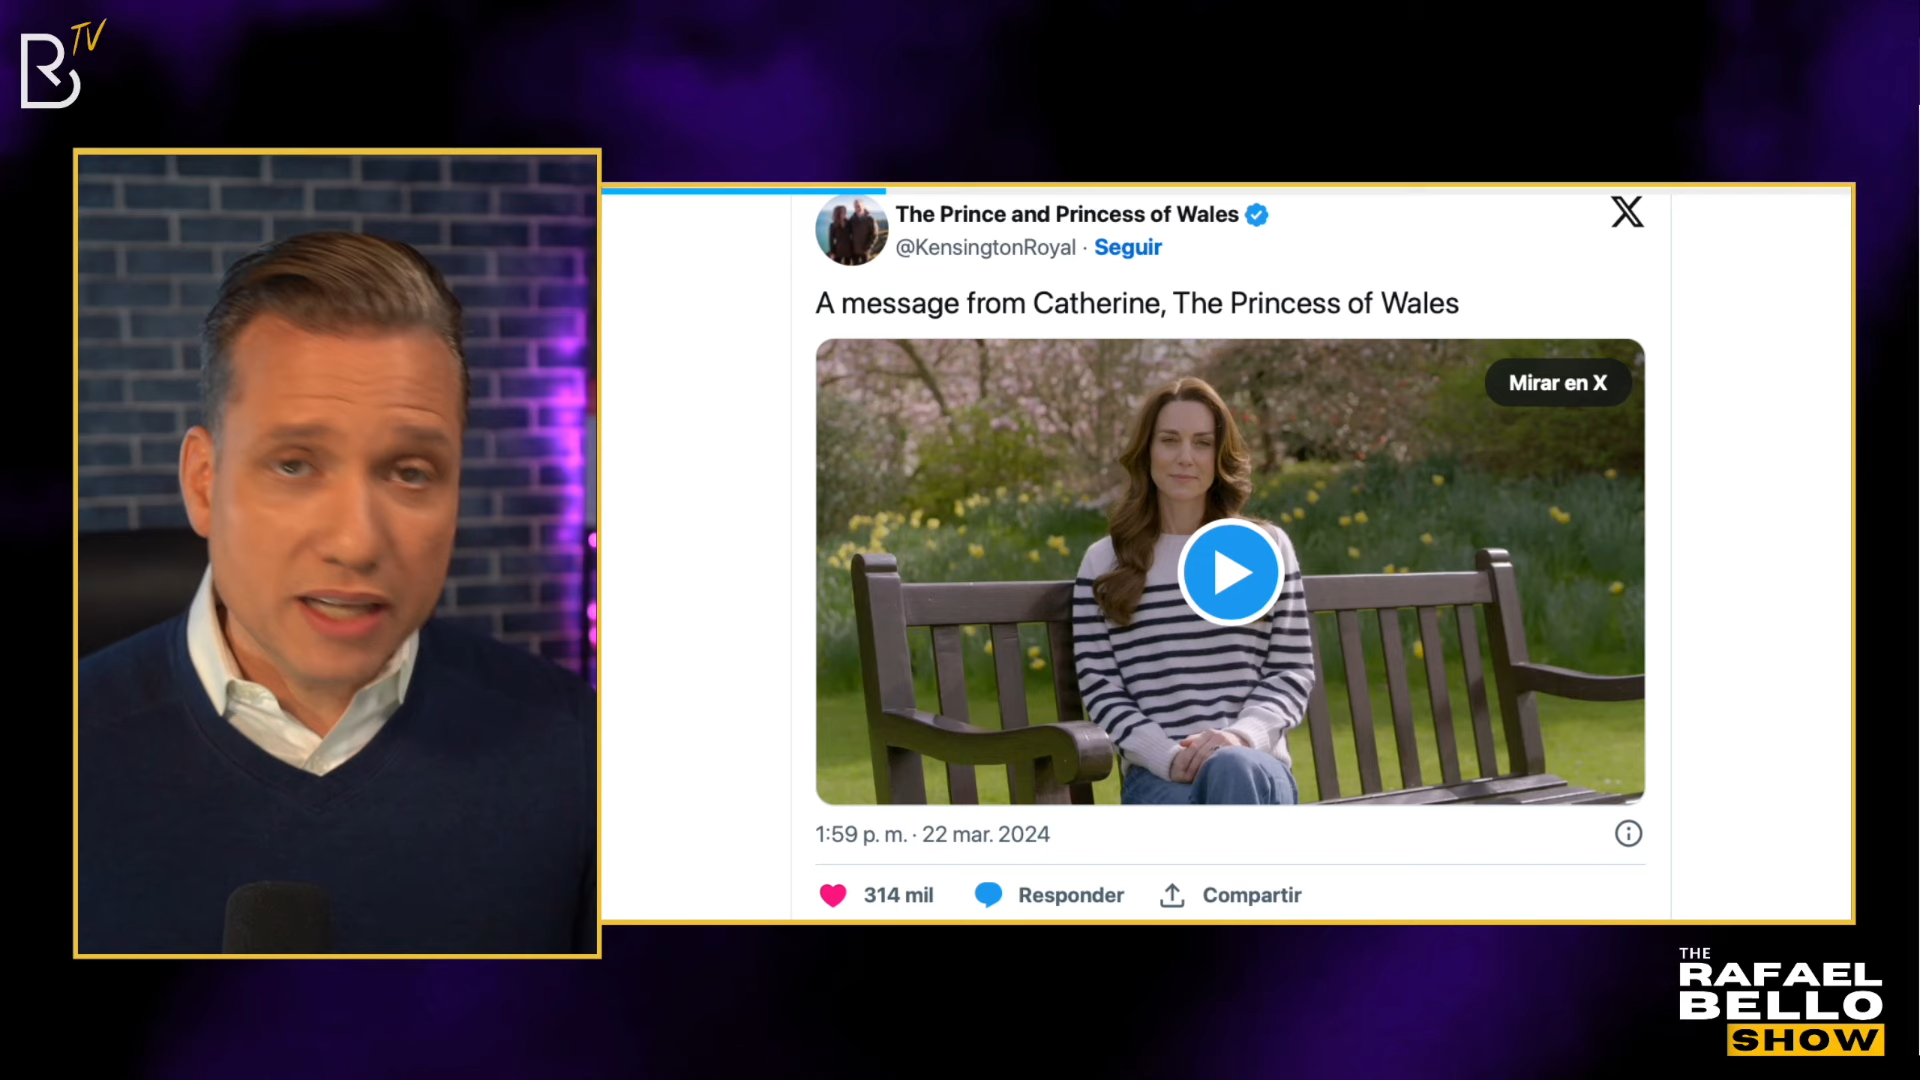 RB TV
The Prince and Princess of Wales
@KensingtonRoyal · Seguir
X
A message from Catherine, The Princess of Wales
Mirar en X
1:59 p. m. · 22 mar. 2024
314 mil Responder Compartir
THE
RAFAEL
BELLO
SHOW